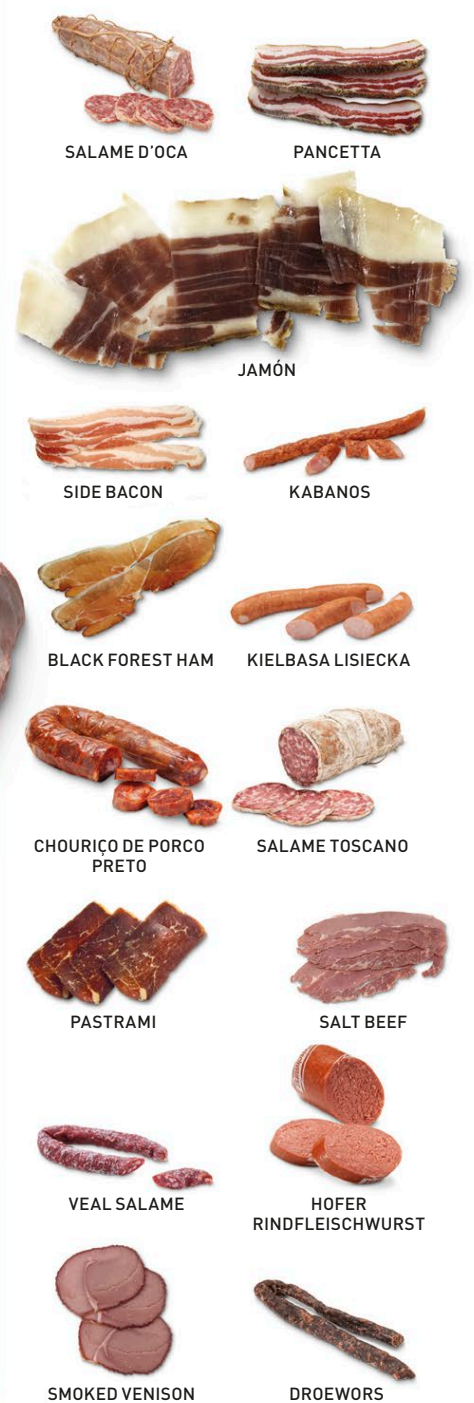 SALAME D'OCA
PANCETTA
JAMÓN
SIDE BACON
KABANOS
BLACK FOREST HAM
KIELBASA LISIECKA
CHOURIÇO DE PORCO
PRETO
SALAME TOSCANO
PASTRAMI
SALT BEEF
VEAL SALAME
HOFER
RINDFLEISCHWURST
SMOKED VENISON
DROEWORS